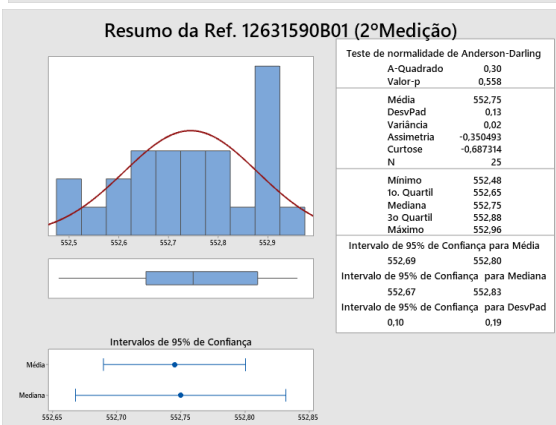 Resumo da Ref. 12631590B01 (2ºMedição)
Teste de normalidade de Anderson-Darling
A-Quadrado 0,30
Valor-p 0,558
Média 552,75
DesvPad 0,13
Variância 0,02
Assimetria -0,350493
Curtose -0,687314
N 25
Mínimo 552,48
1o. Quartil 552,65
Mediana 552,75
3o Quartil 552,88
Máximo 552,96
Intervalo de 95% de Confiança para Média
552,69 552,80
Intervalo de 95% de Confiança para Mediana
552,67 552,83
Intervalo de 95% de Confiança para DesvPad
0,10 0,19
552,5 552,6 552,7 552,8 552,9
Intervalos de 95% de Confiança
Média
Mediana
552,65 552,70 552,75 552,80 552,85